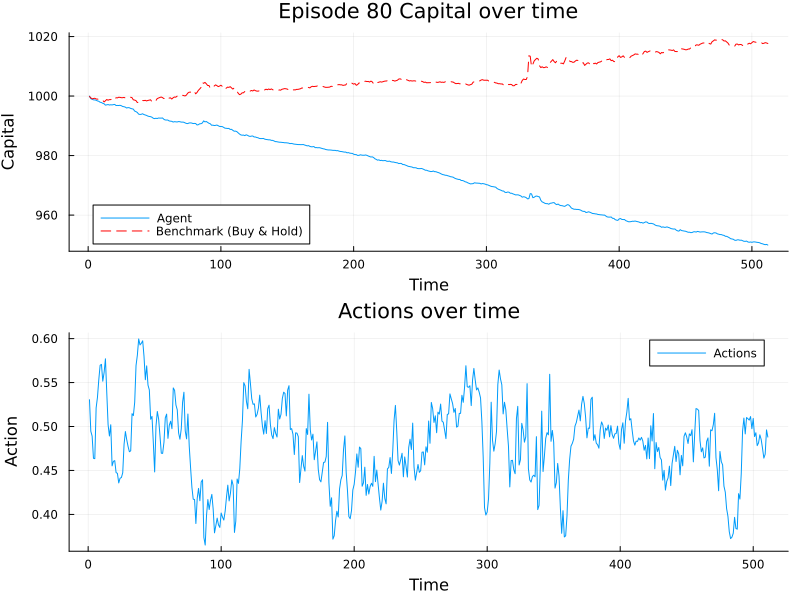 Episode 80 Capital over time
1020
1000
980
960
Capital
Agent
Benchmark (Buy & Hold)
0
100
200
300
400
500
Time
Actions over time
0.60
0.55
0.50
0.45
0.40
Action
Actions
0
100
200
300
400
500
Time